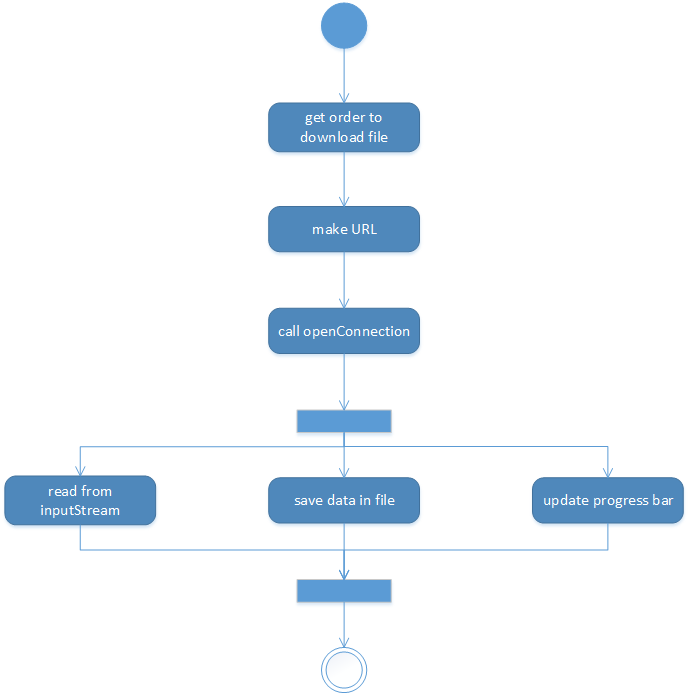 get order to
download file
make URL
call openConnection
read from
inputStream
save data in file
update progress bar